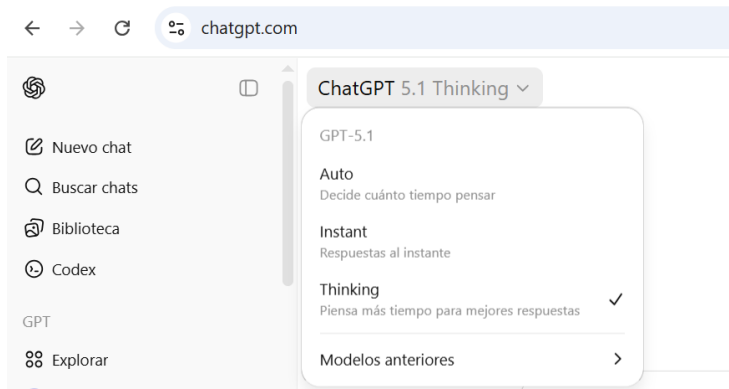 chatgpt.com
ChatGPT 5.1 Thinking
Nuevo chat
Buscar chats
Biblioteca
Codex
GPT
Explorar
GPT-5.1
Auto
Decide cuánto tiempo pensar
Instant
Respuestas al instante
Thinking
Piensa más tiempo para mejores respuestas
Modelos anteriores